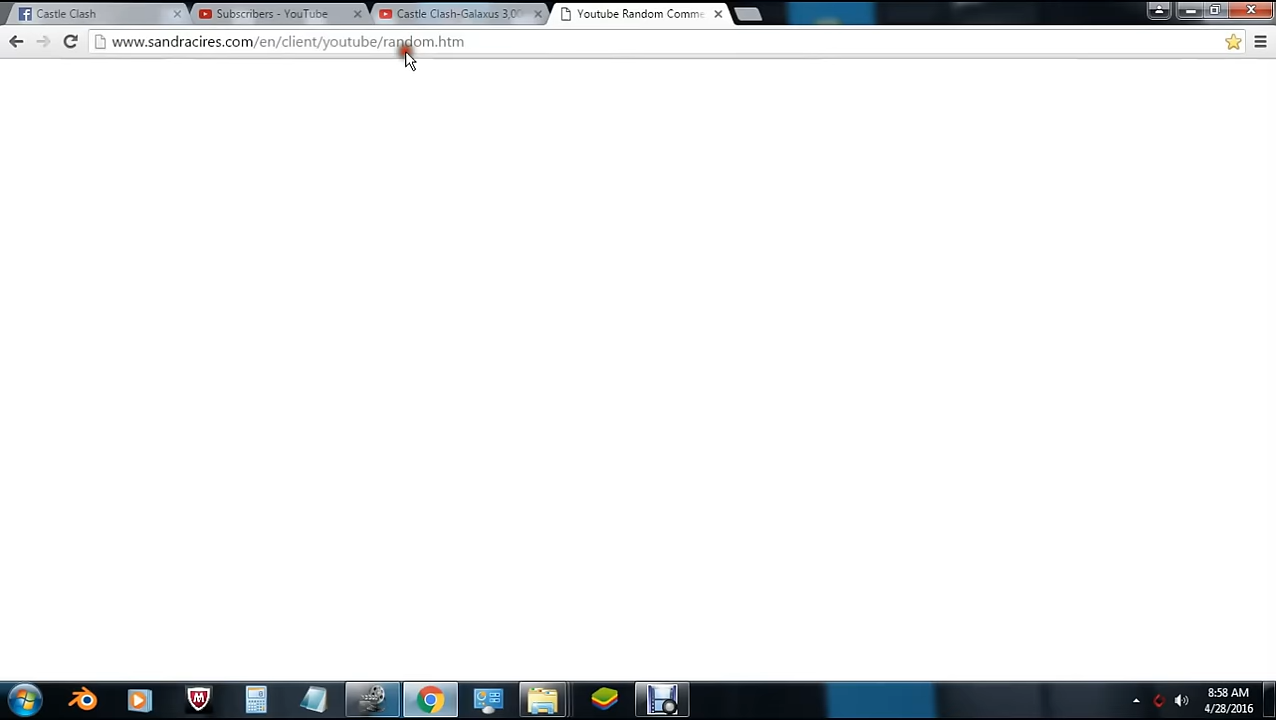 Castle Clash
Subscribers - YouTube
Castle Clash-Galaxus 3,00
Youtube Random Comme
www.sandracires.com/en/client/youtube/random.htm
8:58 AM
4/28/2016